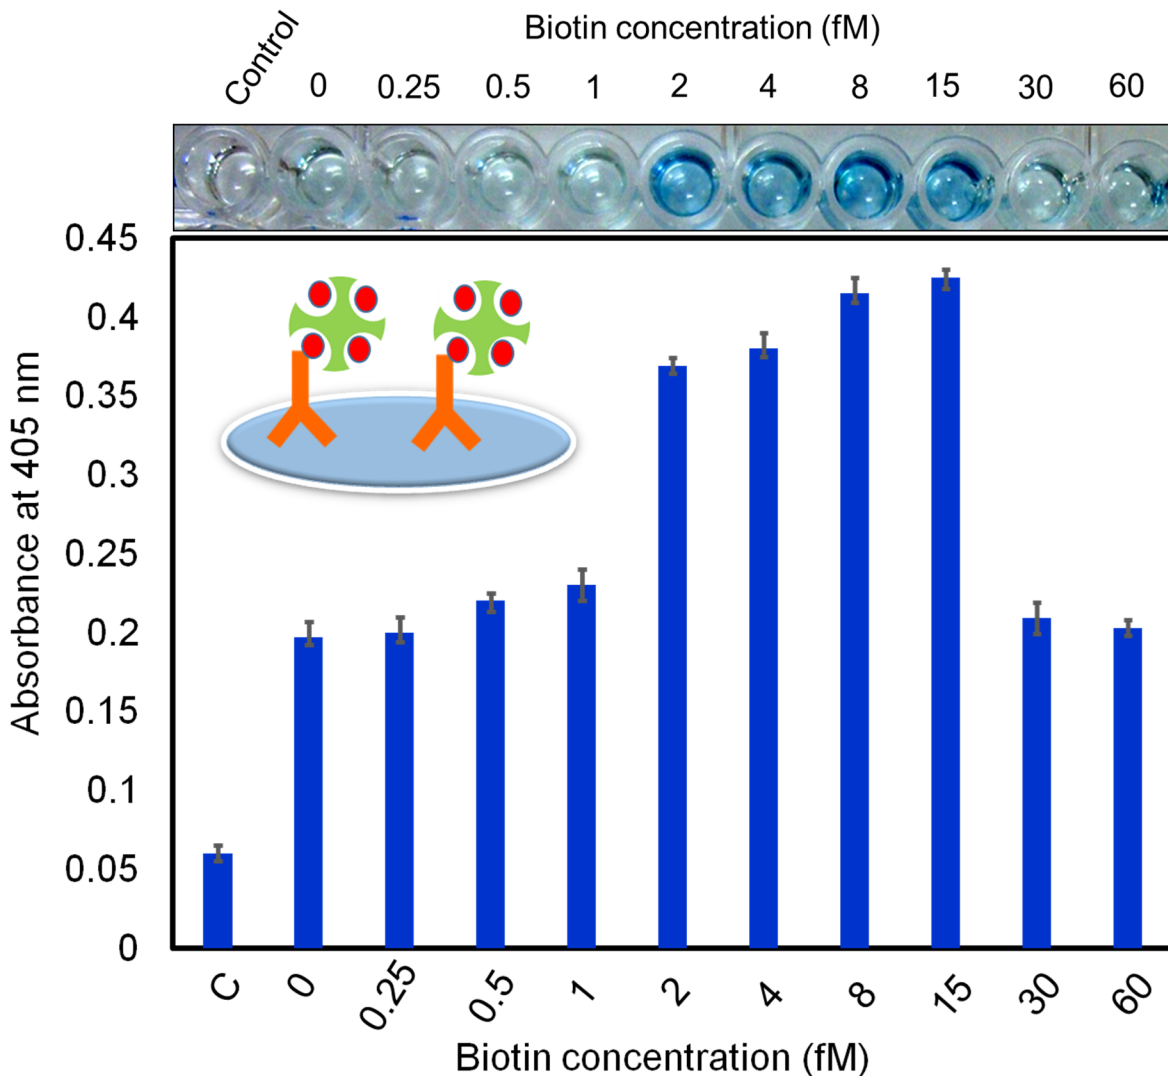 Biotin concentration (fM)
Control 0 0.25 0.5 1 2 4 8 15 30 60
0.45
0.4
0.35
0.3
0.25
0.2
0.15
0.1
0.05
0
Absorbance at 405 nm
C 0 0.25 0.5 1 2 4 8 15 30 60
Biotin concentration (fM)